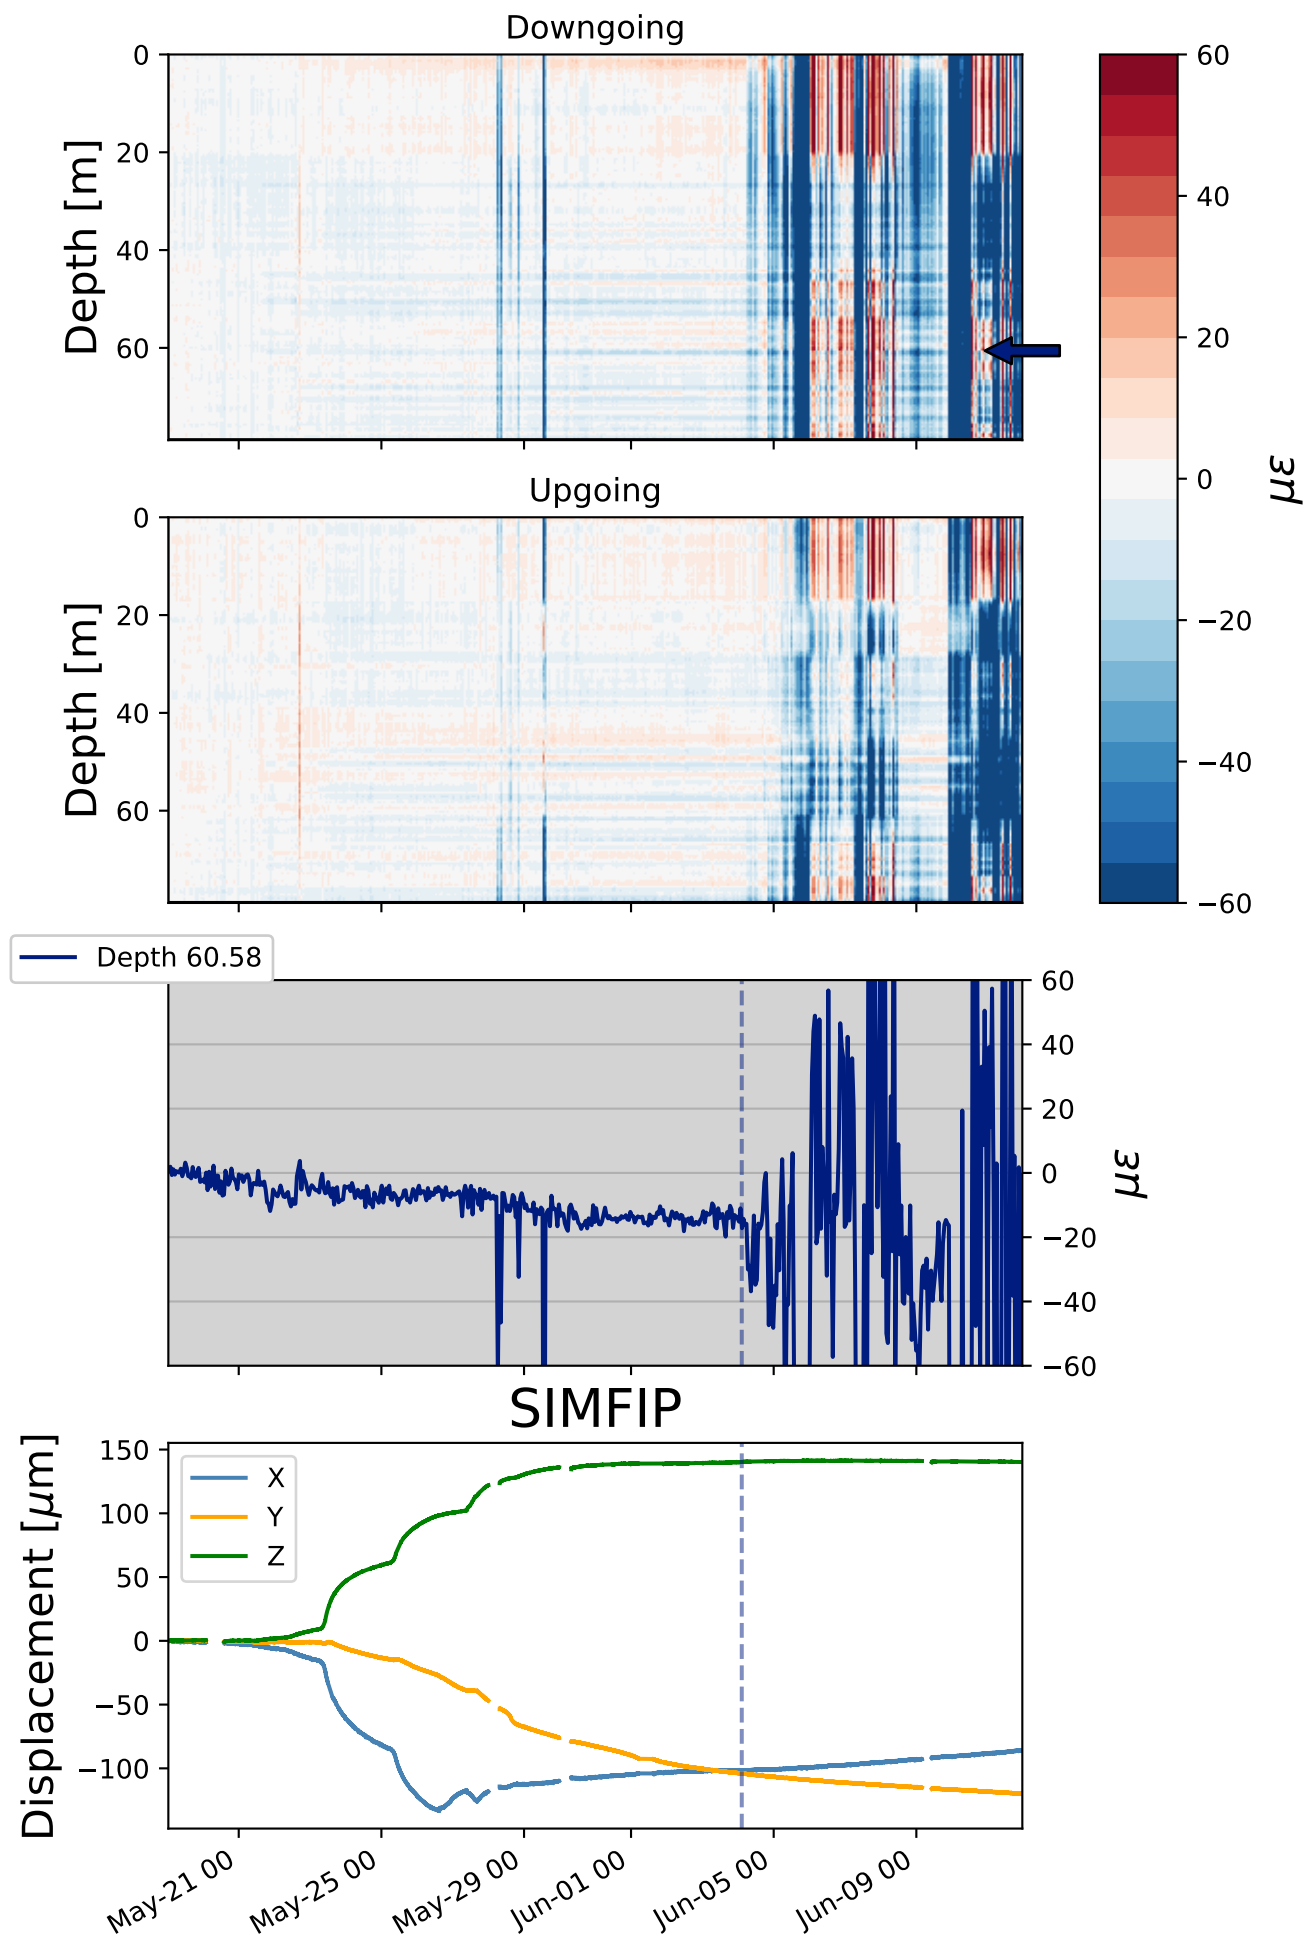 Downgoing
0
20
40
60
Depth [m]
60
40
20
0
−20
−40
−60
με
Upgoing
0
20
40
60
Depth [m]
Depth 60.58
60
40
20
0
−20
−40
−60
με
SIMFIP
150
100
50
0
−50
−100
Displacement [μm]
X
Y
Z
May-21 00
May-25 00
May-29 00
Jun-01 00
Jun-05 00
Jun-09 00